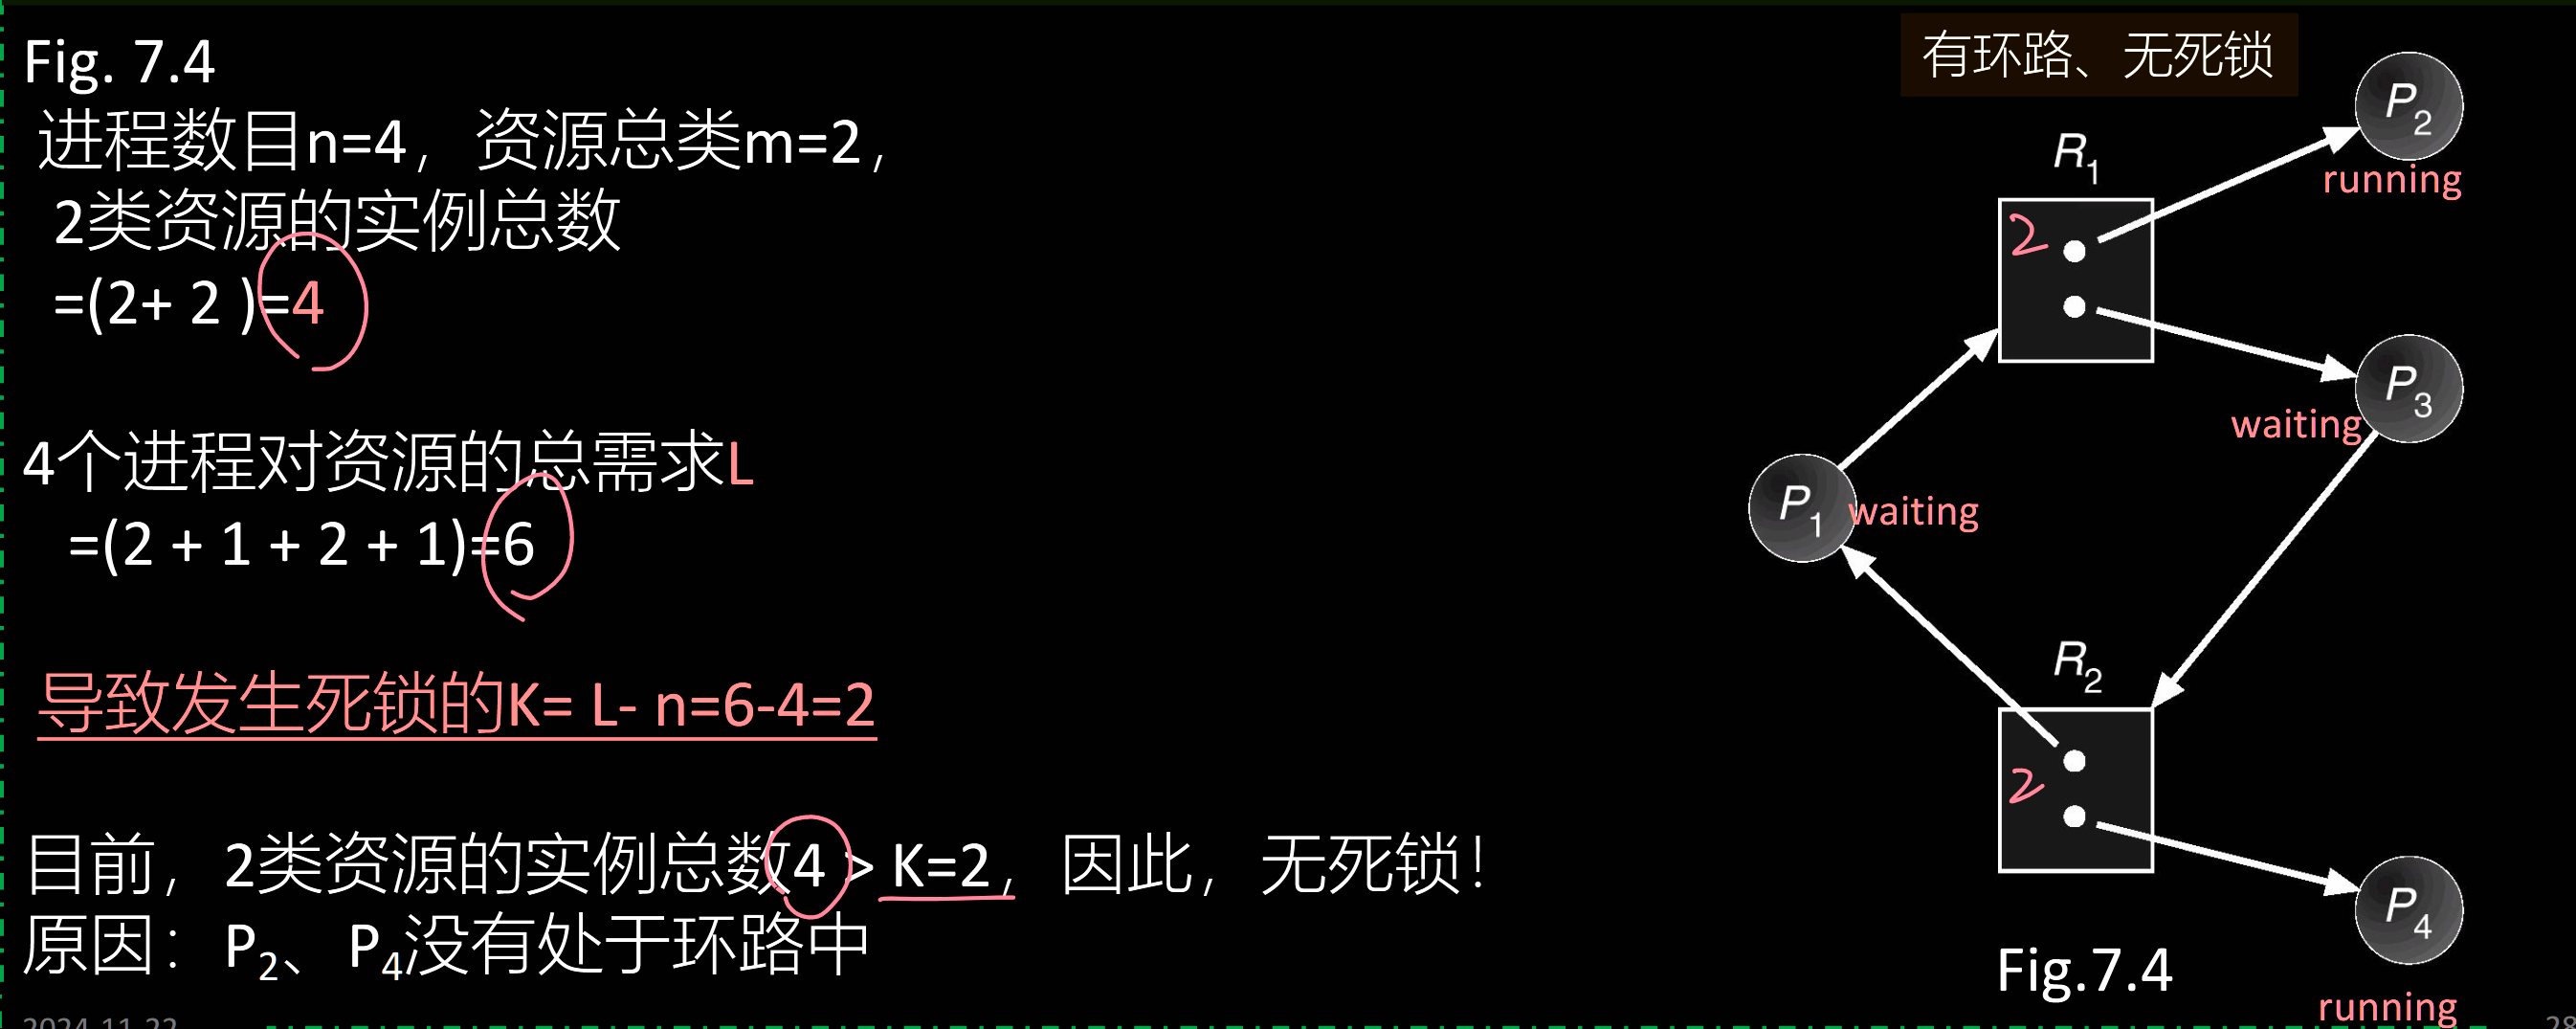 Fig. 7.4
进程数目n=4，资源总类m=2，
2类资源的实例总数
=(2+ 2 )=4
4个进程对资源的总需求L
=(2 + 1 + 2 + 1)=6
导致发生死锁的K= L- n=6-4=2
目前，2类资源的实例总数4 > K=2，因此，无死锁！
原因：P2、P4没有处于环路中
有环路、无死锁
P2
running
R1
2
P3
waiting
P1
waiting
R2
2
P4
Fig.7.4
running
2024-11-22
28